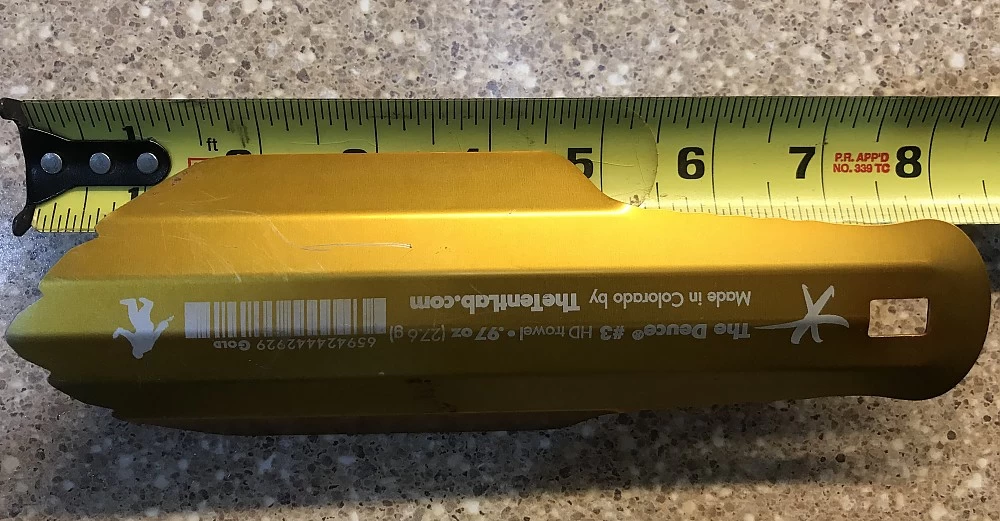 1 ft 2 3 4 5 6 7 P.R. APP'D 8
NO. 339 TC
1
The Deuce® #3 HD trowel • .97 oz (27.6 g)
Made in Colorado by TheTentLab.com
659424442929 GOLD